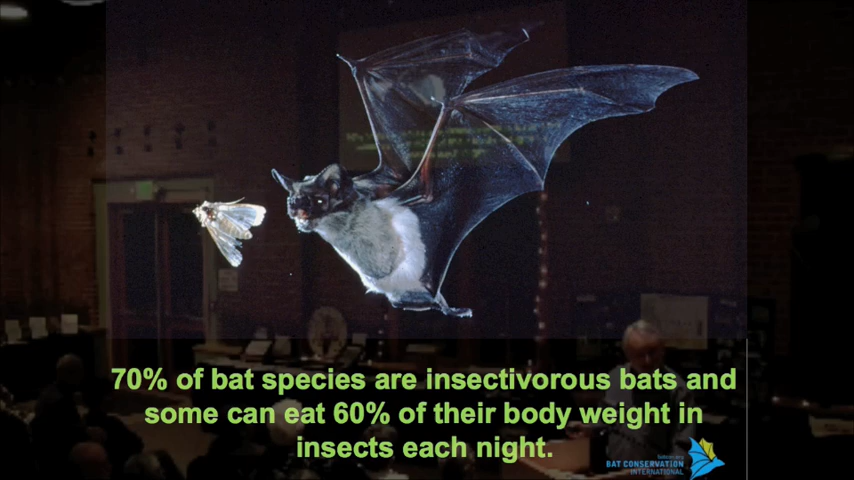 70% of bat species are insectivorous bats and
some can eat 60% of their body weight in
insects each night.
BAT CONSERVATION
INTERNATIONAL